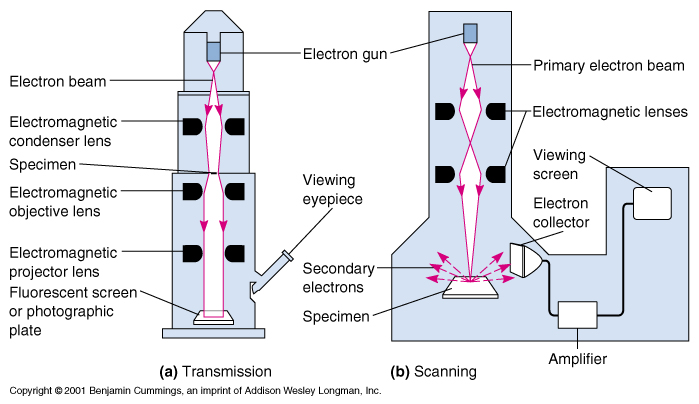 Electron gun
Electron beam
Electromagnetic
condenser lens
Specimen
Electromagnetic
objective lens
Electromagnetic
projector lens
Fluorescent screen
or photographic
plate
Viewing
eyepiece
(a) Transmission
Primary electron beam
Electromagnetic lenses
Viewing
screen
Electron
collector
Secondary
electrons
Specimen
Amplifier
(b) Scanning
Copyright © 2001 Benjamin Cummings, an imprint of Addison Wesley Longman, Inc.